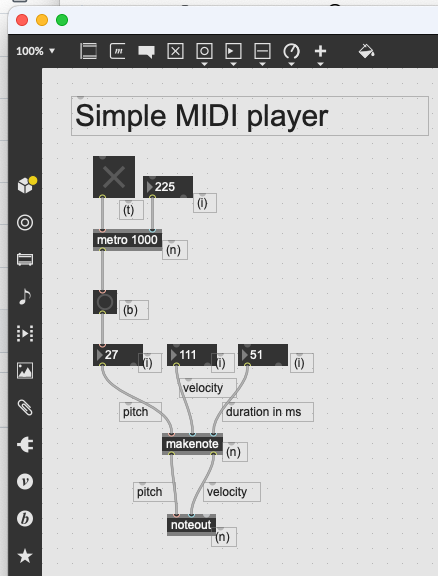 100%
m
Simple MIDI player
225
(t)
(i)
metro 1000
(n)
(b)
27
(i)
111
(i)
51
(i)
velocity
pitch
duration in ms
makenote
(n)
pitch
velocity
noteout
(n)
v
b